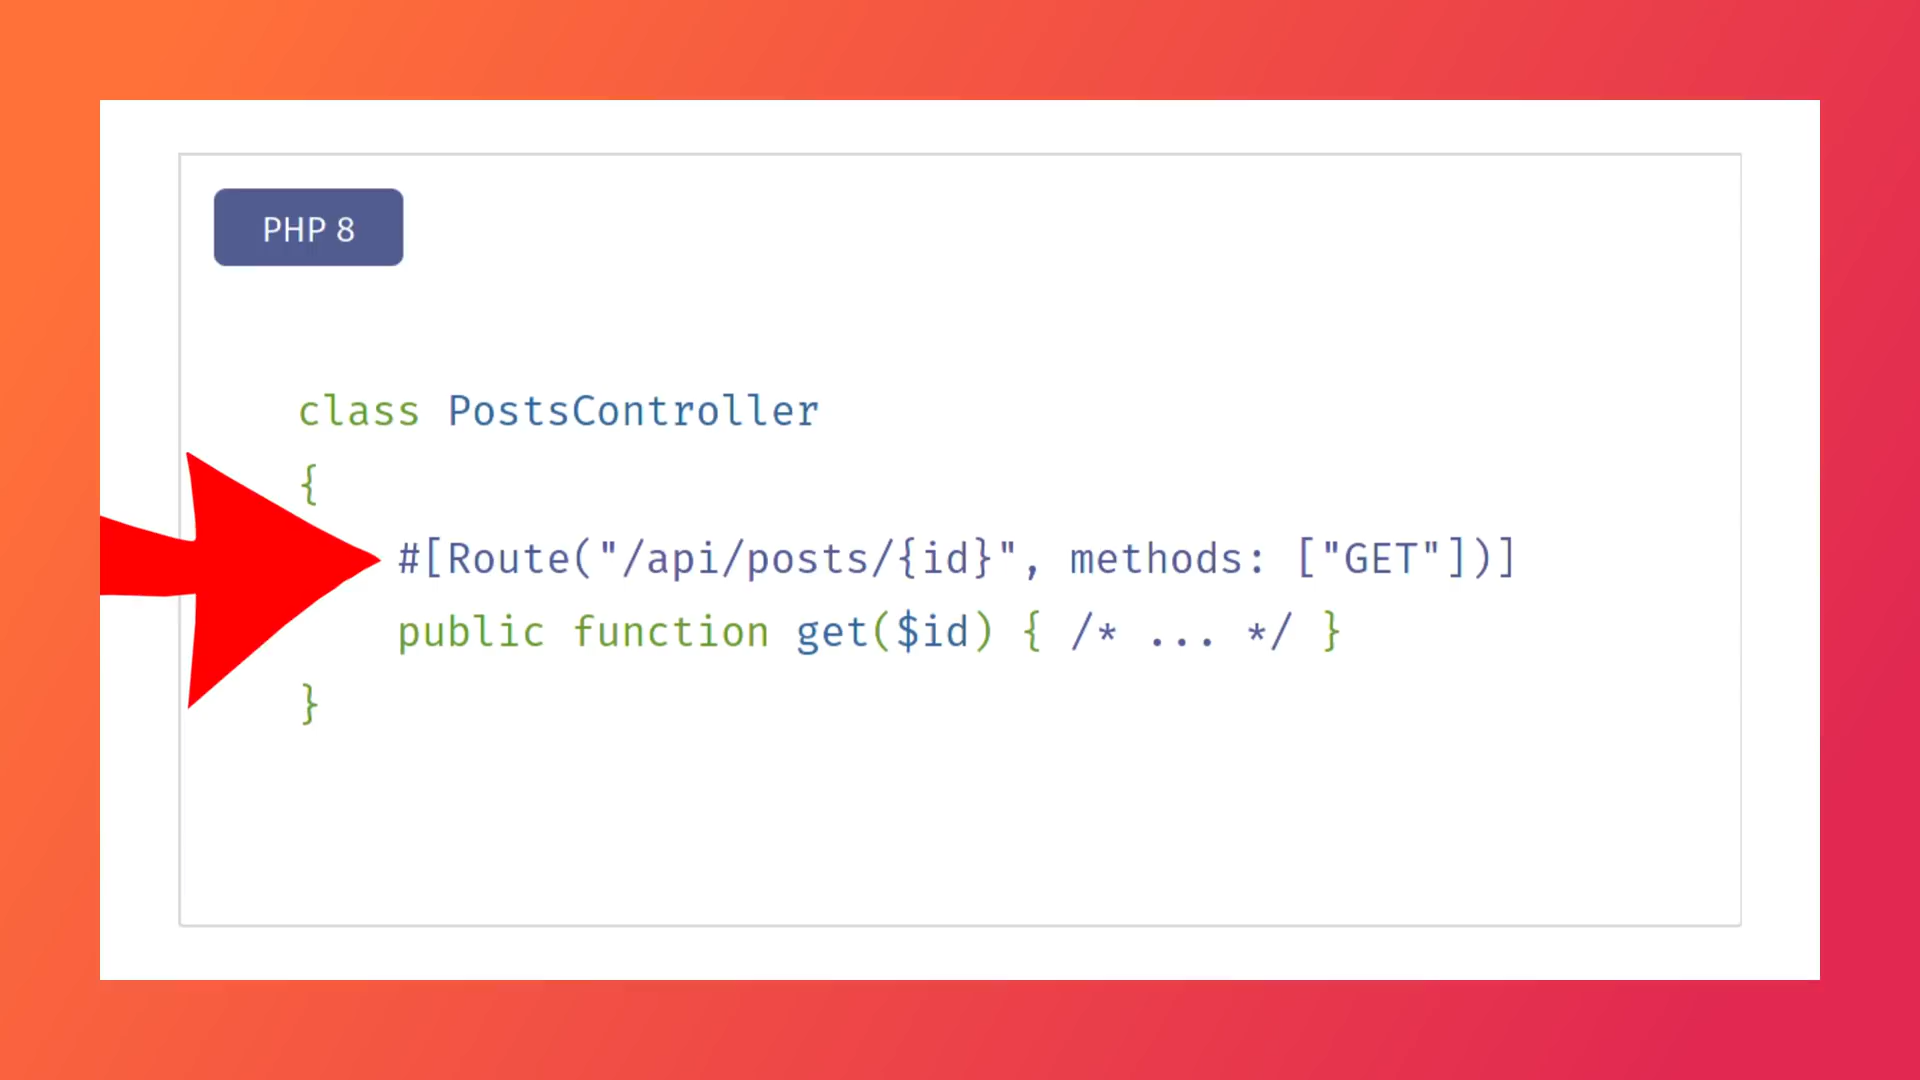 PHP 8
class PostsController
{
#[Route("/api/posts/{id}", methods: ["GET"])]
public function get($id) { /* ... */ }
}